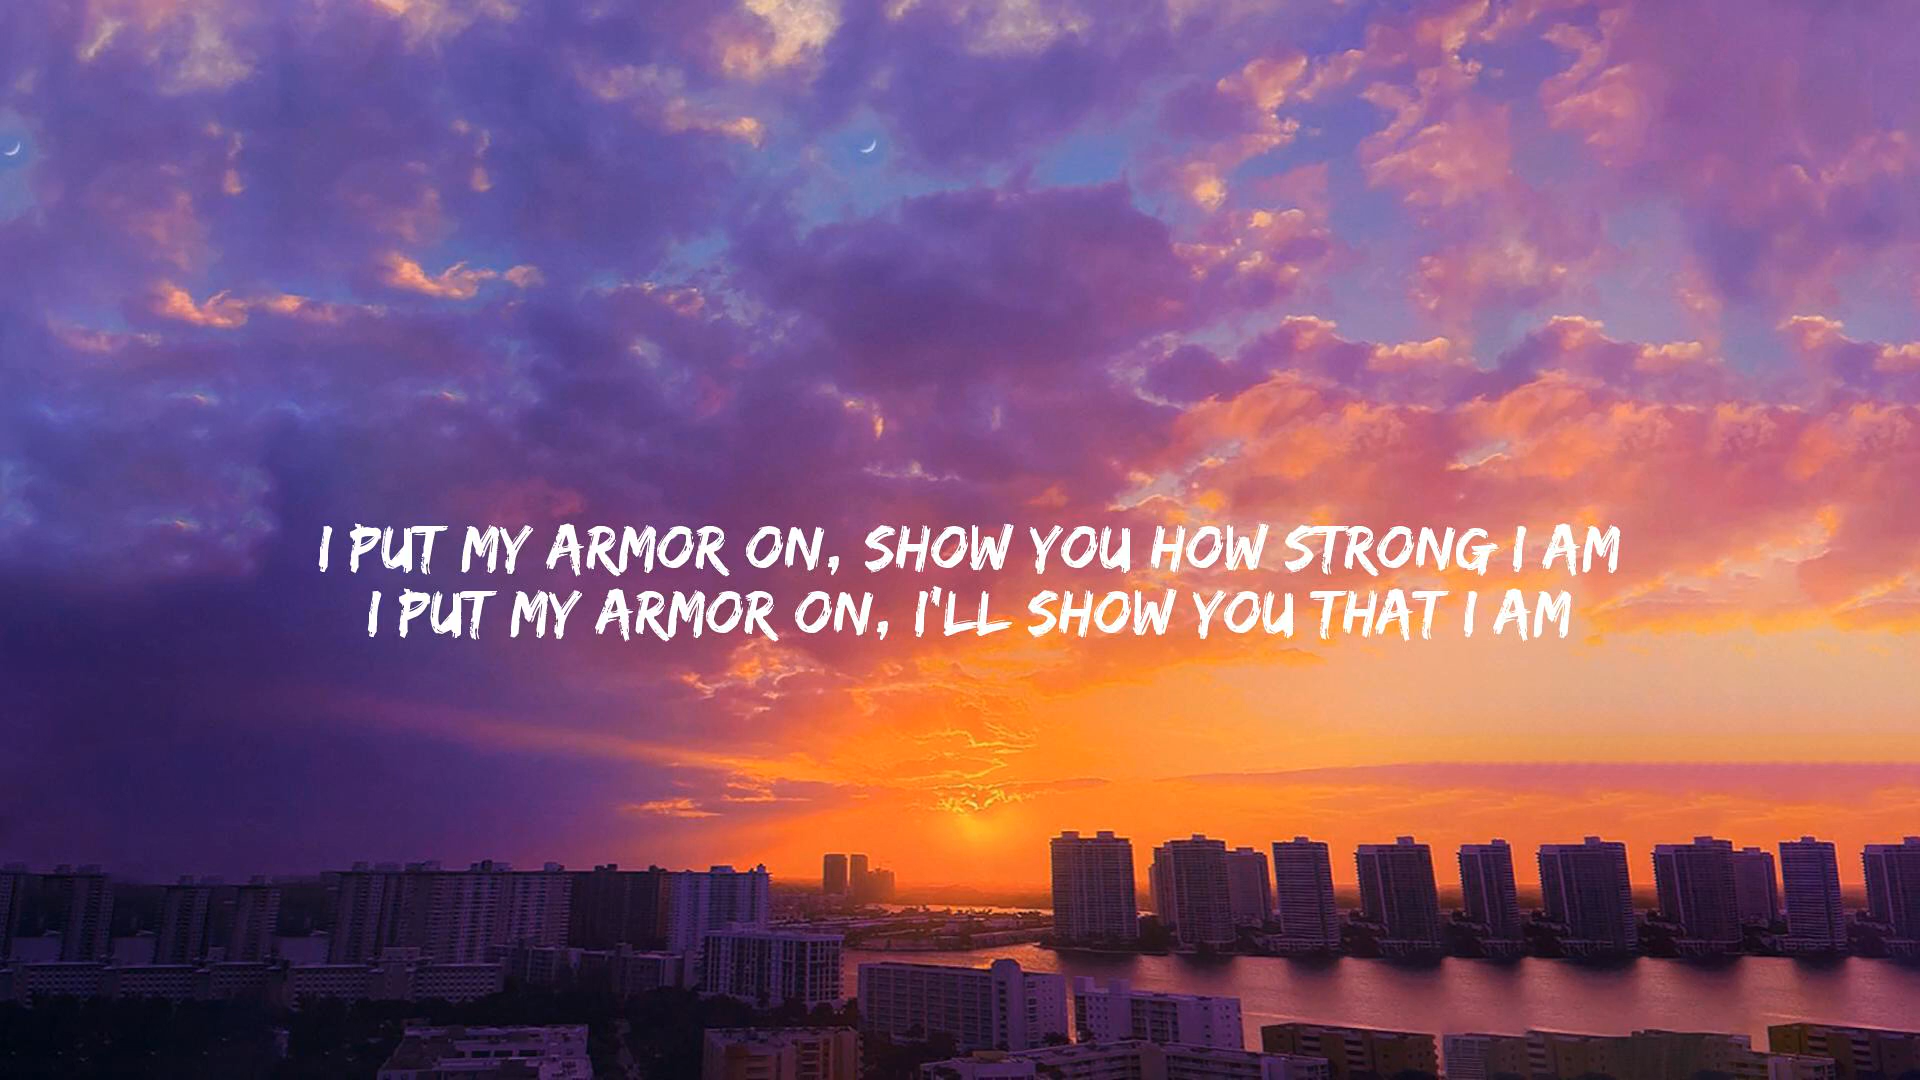 I PUT MY ARMOR ON, SHOW YOU HOW STRONG I AM
I PUT MY ARMOR ON, I'LL SHOW YOU THAT I AM